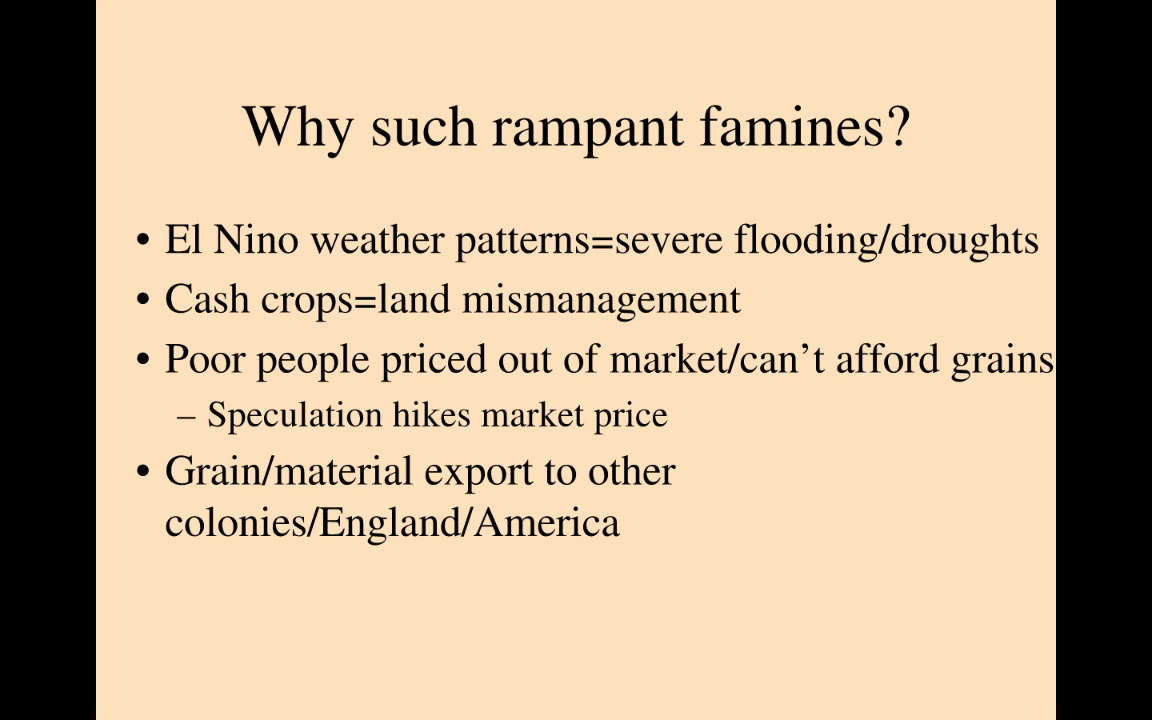 Why such rampant famines?
• El Nino weather patterns=severe flooding/droughts
• Cash crops=land mismanagement
• Poor people priced out of market/can’t afford grains
– Speculation hikes market price
• Grain/material export to other
colonies/England/America